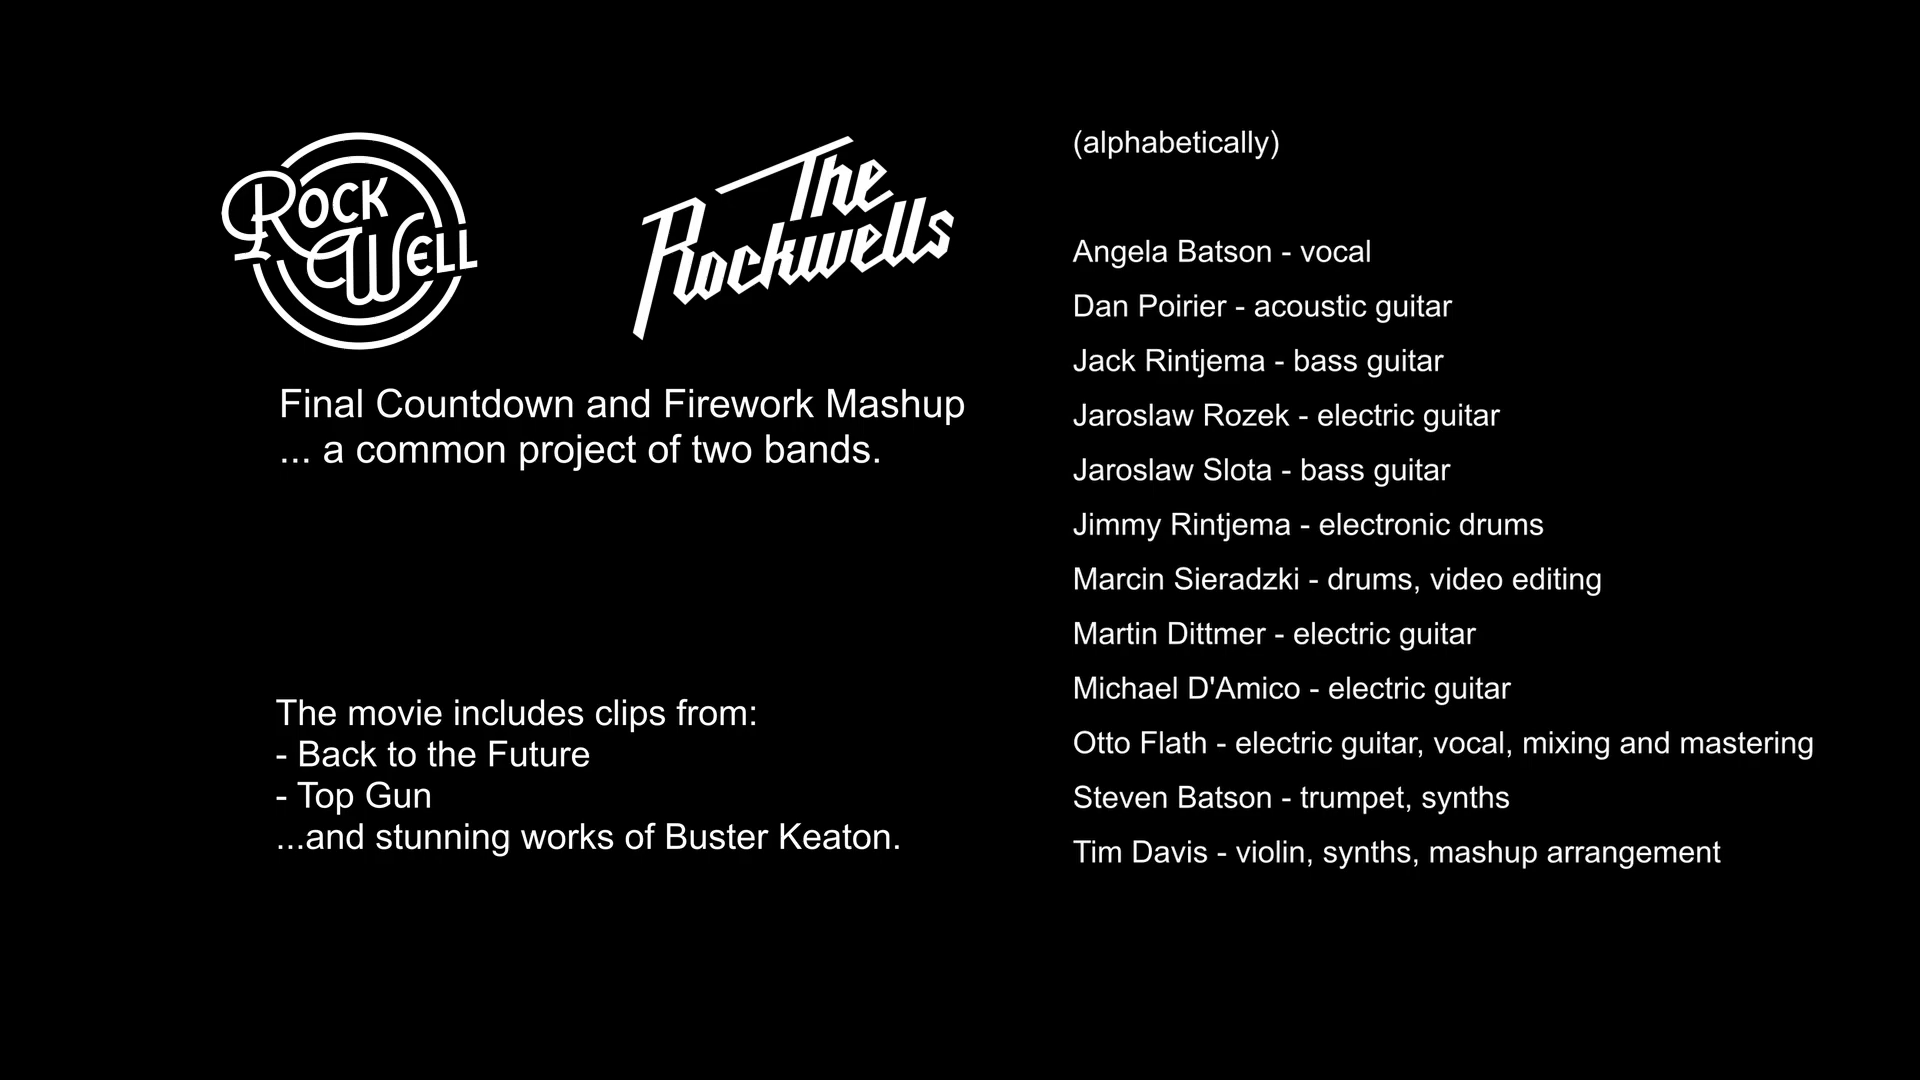 Rock
Well
The
Rockwells
Final Countdown and Firework Mashup
... a common project of two bands.
The movie includes clips from:
- Back to the Future
- Top Gun
...and stunning works of Buster Keaton.
(alphabetically)
Angela Batson - vocal
Dan Poirier - acoustic guitar
Jack Rintjema - bass guitar
Jaroslaw Rozek - electric guitar
Jaroslaw Slota - bass guitar
Jimmy Rintjema - electronic drums
Marcin Sieradzki - drums, video editing
Martin Dittmer - electric guitar
Michael D'Amico - electric guitar
Otto Flath - electric guitar, vocal, mixing and mastering
Steven Batson - trumpet, synths
Tim Davis - violin, synths, mashup arrangement